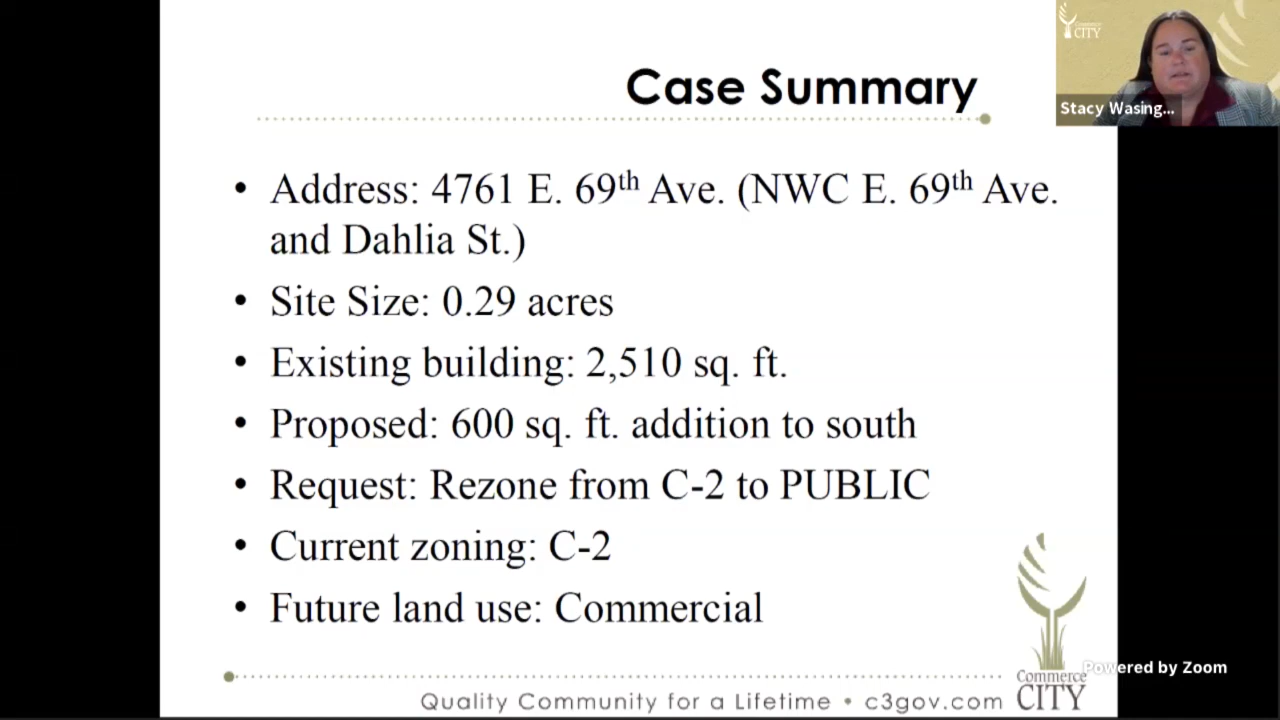 Case Summary
• Address: 4761 E. 69th Ave. (NWC E. 69th Ave.
and Dahlia St.)
• Site Size: 0.29 acres
• Existing building: 2,510 sq. ft.
• Proposed: 600 sq. ft. addition to south
• Request: Rezone from C-2 to PUBLIC
• Current zoning: C-2
• Future land use: Commercial
Quality Community for a Lifetime • c3gov.com
Commerce
CITY
Commerce
CITY
Stacy Wasing...
Powered by Zoom